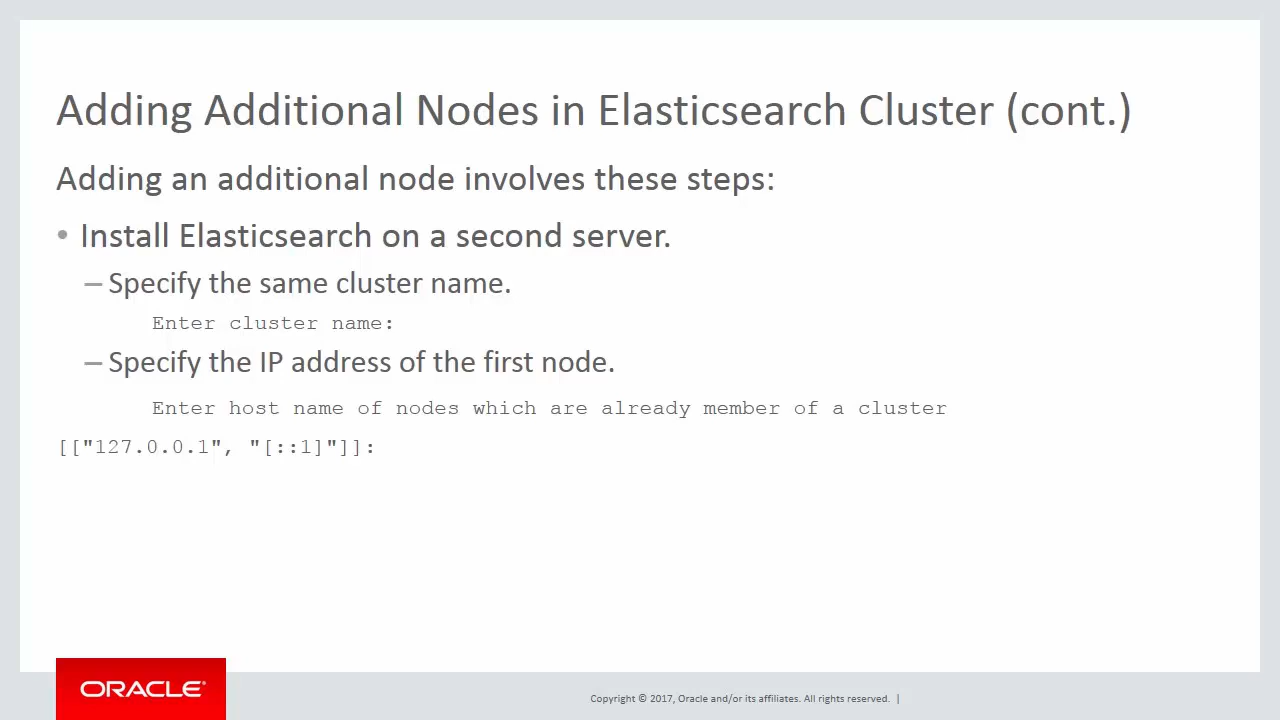 Adding Additional Nodes in Elasticsearch Cluster (cont.)
Adding an additional node involves these steps:
• Install Elasticsearch on a second server.
– Specify the same cluster name.
Enter cluster name:
– Specify the IP address of the first node.
Enter host name of nodes which are already member of a cluster
[["127.0.0.1", "[::1]"]]:
ORACLE®
Copyright © 2017, Oracle and/or its affiliates. All rights reserved. |